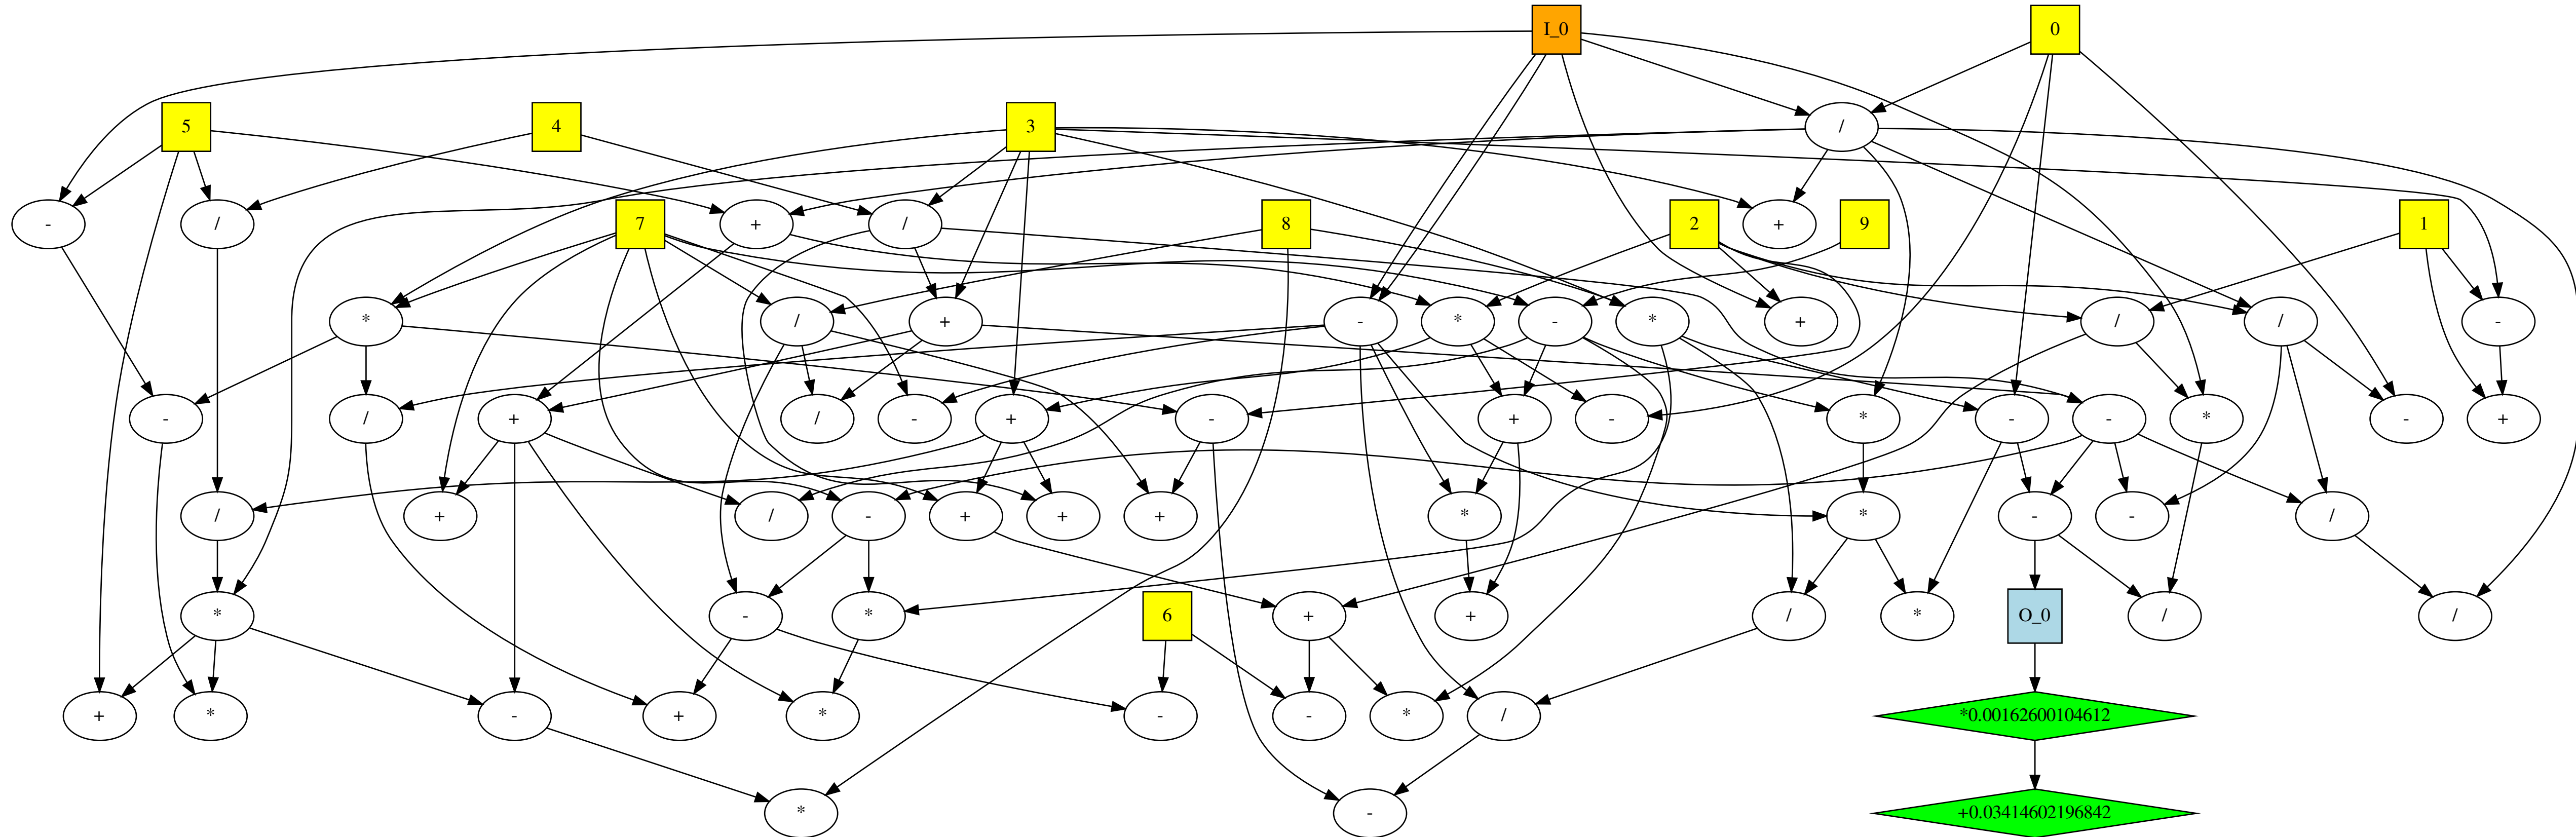 I_0 0
5 4 3 /
- / 7 + / 8 2 + 9 1
* / + - * - * + / / -
- / + / - + - + - * - - * - +
/ + / - + + + * * - - /
* - * 6 + + / * O_0 / /
+ * - + * - - * / *0.00162600104612
* - +0.03414602196842